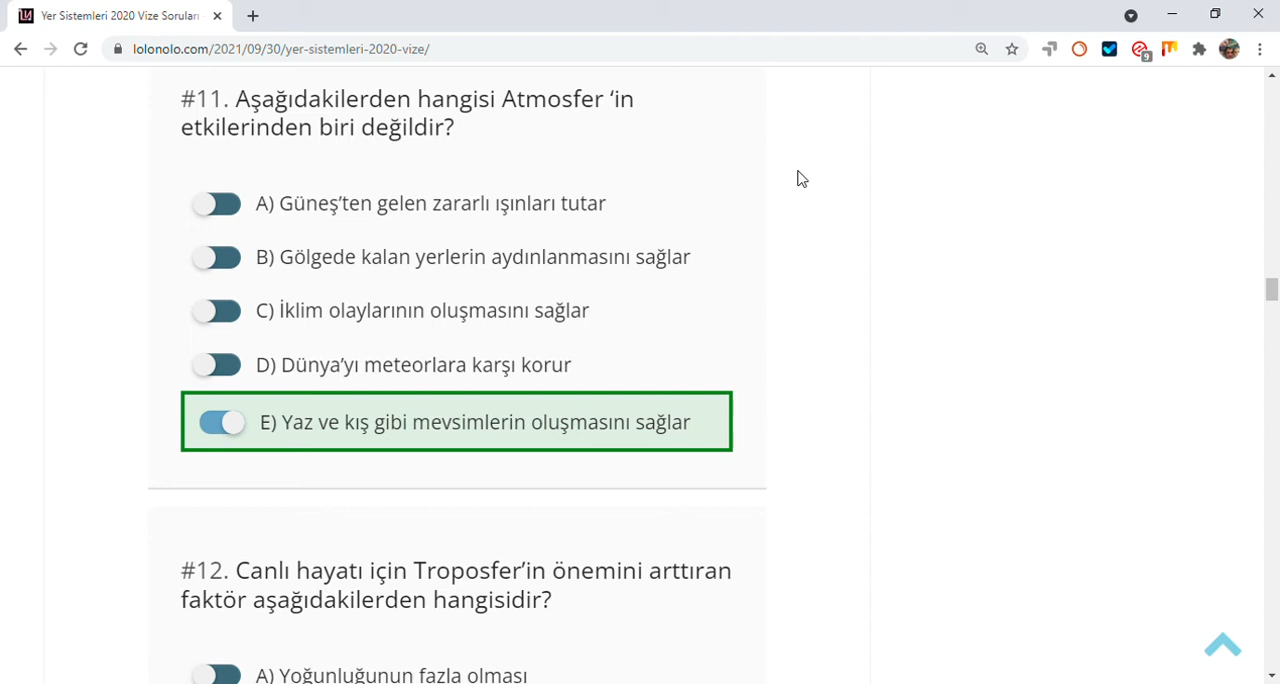 Yer Sistemleri 2020 Vize Soruları
lolonolo.com/2021/09/30/yer-sistemleri-2020-vize/
9
#11. Aşağıdakilerden hangisi Atmosfer ‘in
etkilerinden biri değildir?
A) Güneş’ten gelen zararlı ışınları tutar
B) Gölgede kalan yerlerin aydınlanmasını sağlar
C) İklim olaylarının oluşmasını sağlar
D) Dünya’yı meteorlara karşı korur
E) Yaz ve kış gibi mevsimlerin oluşmasını sağlar
#12. Canlı hayatı için Troposfer’in önemini arttıran
faktör aşağıdakilerden hangisidir?
A) Yoğunluğunun fazla olması